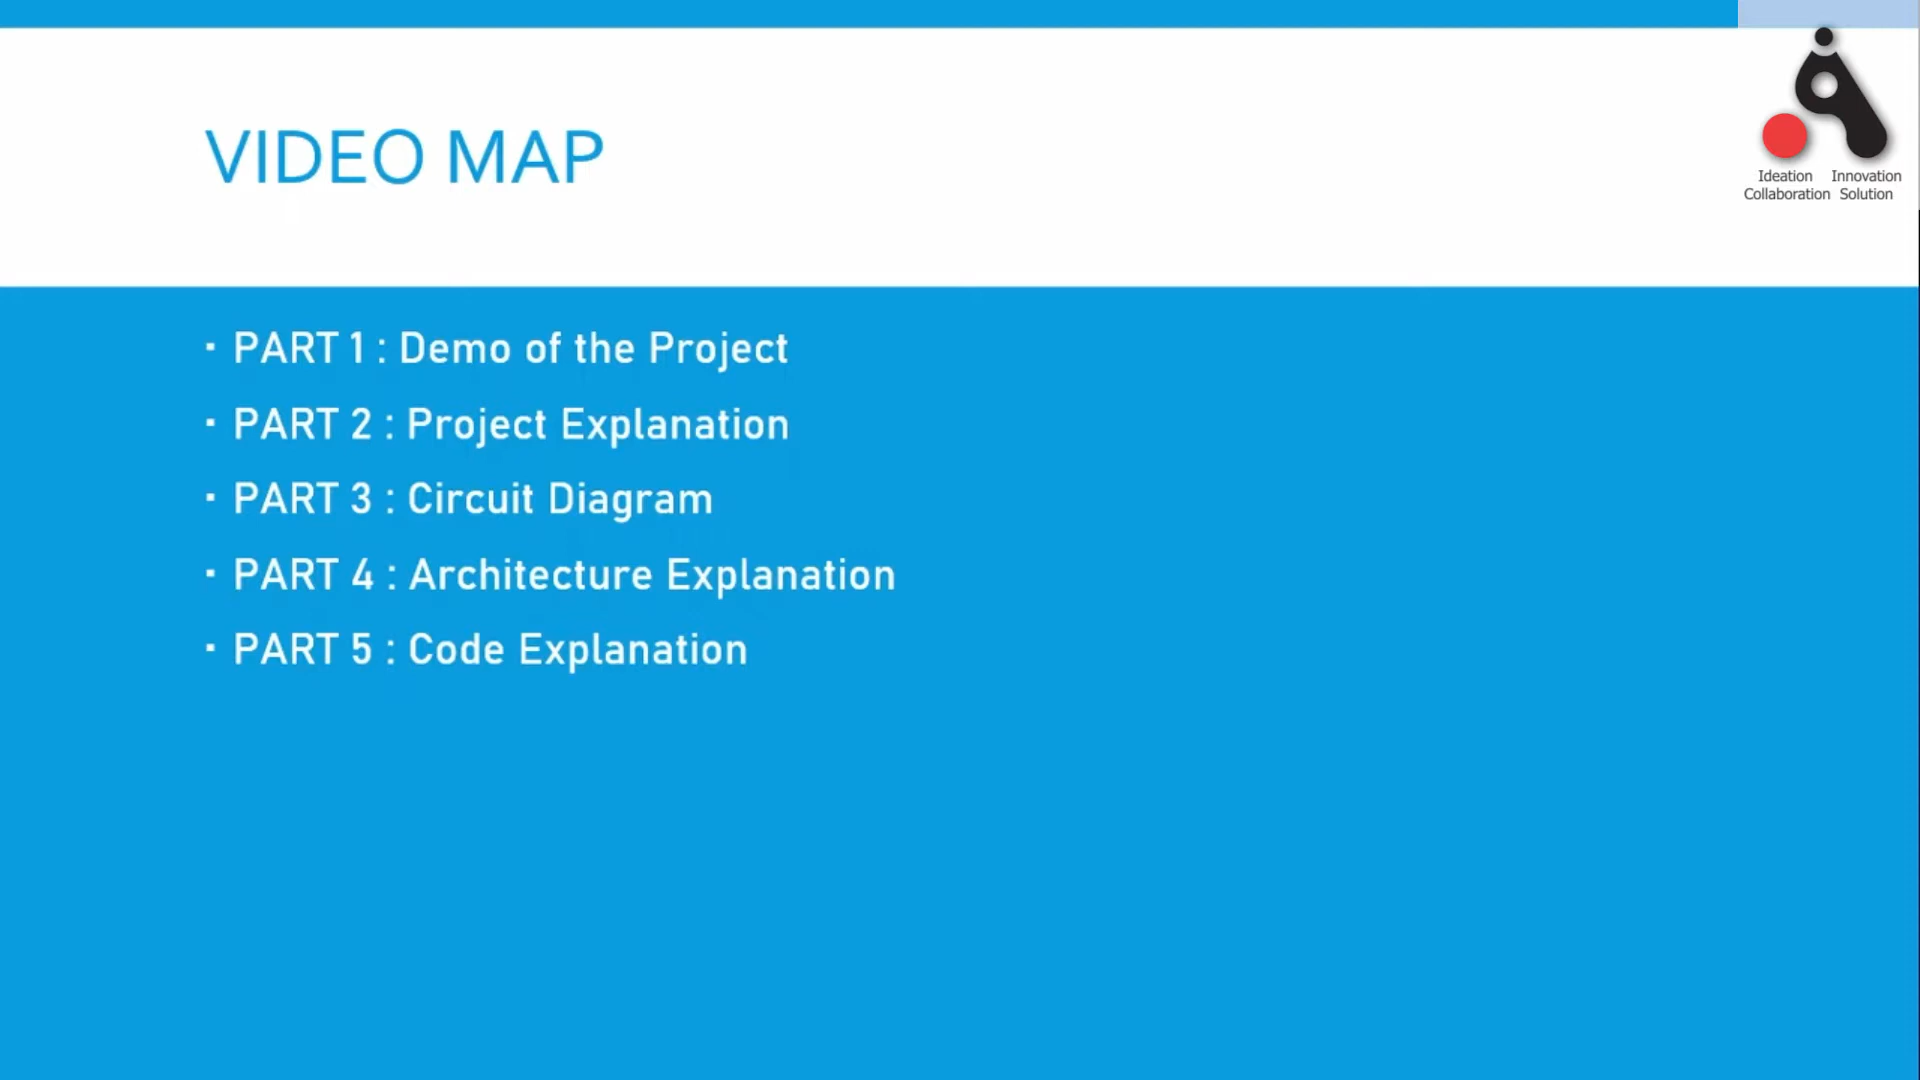 VIDEO MAP
Ideation Innovation
Collaboration Solution
▪ PART 1 : Demo of the Project
▪ PART 2 : Project Explanation
▪ PART 3 : Circuit Diagram
▪ PART 4 : Architecture Explanation
▪ PART 5 : Code Explanation